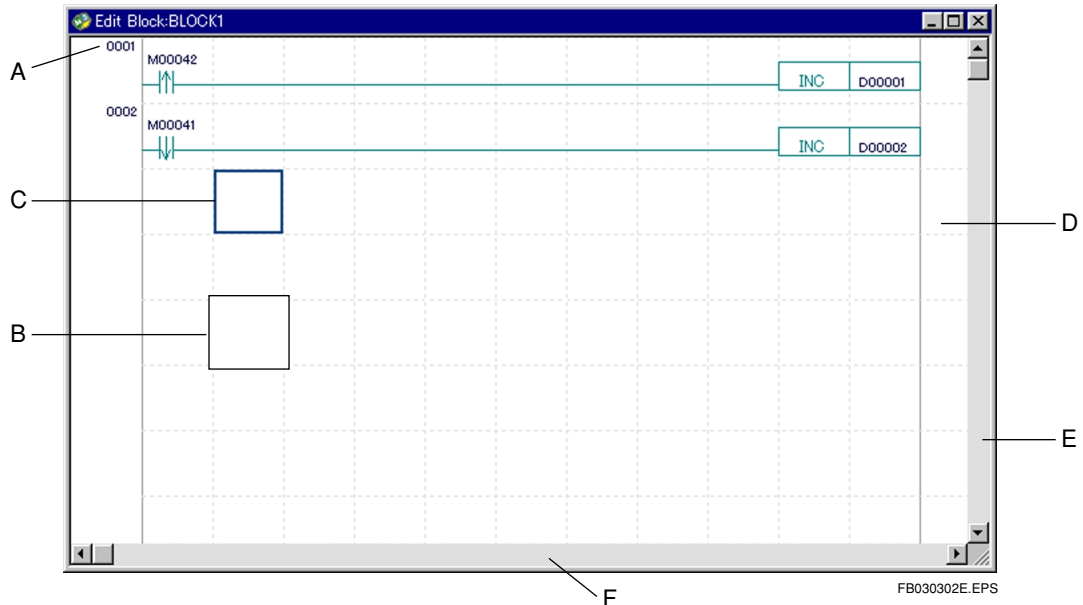 Edit Block:BLOCK1
A
0001
M00042
INC D00001
0002
M00041
INC D00002
C
D
B
E
F
FB030302E.EPS